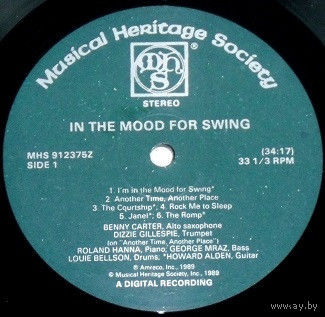 Musical Heritage Society
MHS
®
STEREO
IN THE MOOD FOR SWING
MHS 912375Z
(34:17)
SIDE 1
33 1/3 RPM
1. I'm in the Mood for Swing*
2. Another Time, Another Place
3. The Courtship*; 4. Rock Me to Sleep
5. Janel*; 6. The Romp*
BENNY CARTER, Alto saxophone
DIZZIE GILLESPIE, Trumpet
(on "Another Time, Another Place")
ROLAND HANNA, Piano; GEORGE MRAZ, Bass
LOUIE BELLSON, Drums; *HOWARD ALDEN, Guitar
℗ Amreco, Inc., 1989
© Musical Heritage Society, Inc., 1989
A DIGITAL RECORDING
www.ay.by